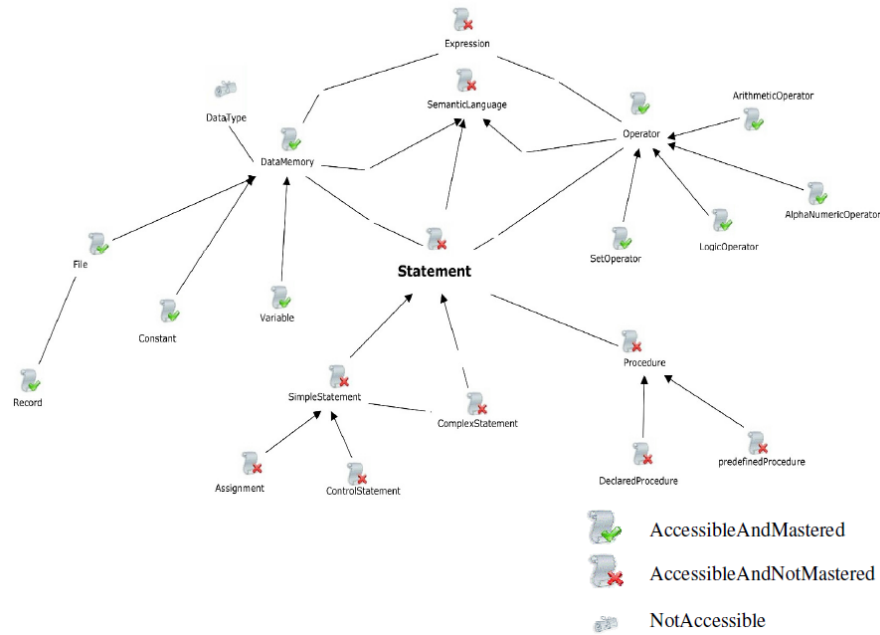 Expression
SemanticLanguage
DataType
DataMemory
Operator
ArithmeticOperator
AlphaNumericOperator
LogicOperator
SetOperator
File
Constant
Variable
Record
Statement
Procedure
SimpleStatement
ComplexStatement
Assignment
ControlStatement
DeclaredProcedure
predefinedProcedure
AccessibleAndMastered
AccessibleAndNotMastered
NotAccessible